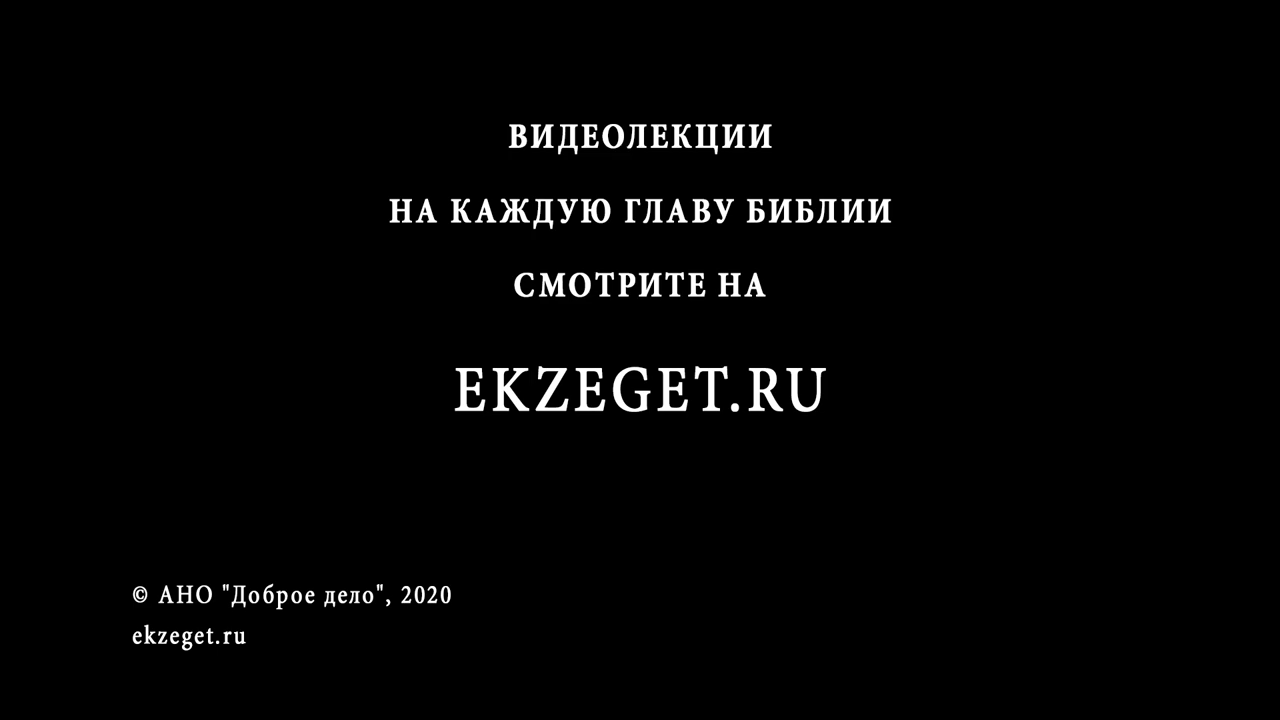 ВИДЕОЛЕКЦИИ
НА КАЖДУЮ ГЛАВУ БИБЛИИ
СМОТРИТЕ НА
EKZEGET.RU
© АНО "Доброе дело", 2020
ekzeget.ru